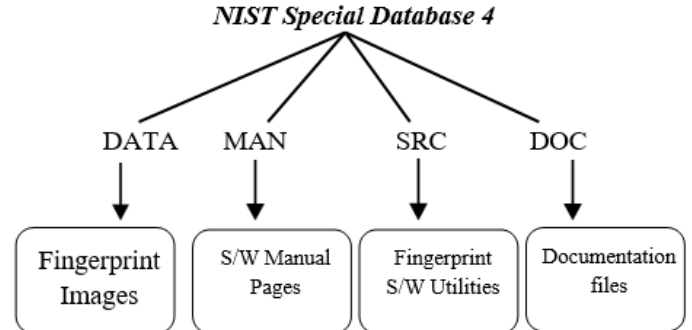 NIST Special Database 4
DATA MAN SRC DOC
Fingerprint
Images
S/W Manual
Pages
Fingerprint
S/W Utilities
Documentation
files